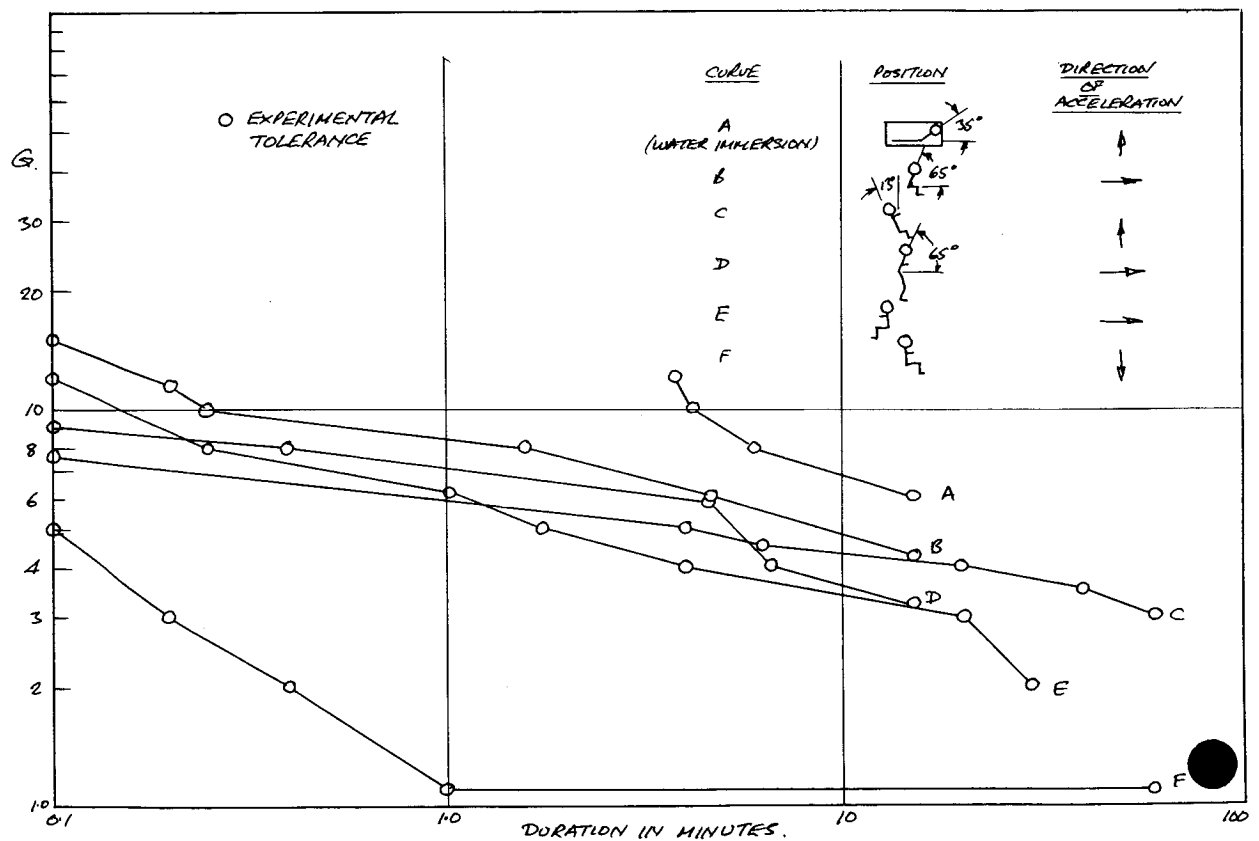 CURVE
POSITION
DIRECTION
OF
ACCELERATION
O EXPERIMENTAL
TOLERANCE
A
(WATER IMMERSION)
35°
B
65°
C
13°
D
65°
E
F
G.
30
20
10
8
6
4
3
2
1.0
A
B
C
D
E
F
0.1
1.0
10
100
DURATION IN MINUTES.